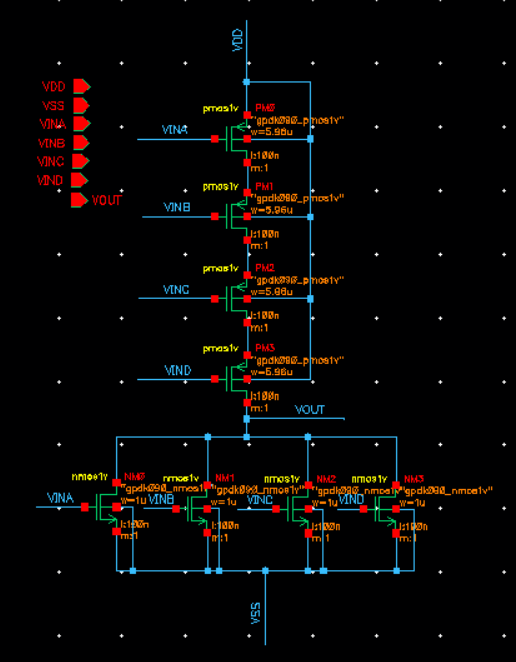 VDD
VDD
VSS
VINA
VINB
VINC
VIND
VOUT
pmos1v
PM0
"gpdk090_pmos1v"
w=5.96u
l:100n
m:1
VINA
pmos1v
PM1
"gpdk090_pmos1v"
w=5.96u
l:100n
m:1
VINB
pmos1v
PM2
"gpdk090_pmos1v"
w=5.96u
l:100n
m:1
VINC
pmos1v
PM3
"gpdk090_pmos1v"
w=5.96u
l:100n
m:1
VIND
VOUT
nmos1v
NM0
"gpdk090_nmos1v"
w=1u
l:100n
m:1
VINA
nmos1v
NM1
"gpdk090_nmos1v"
w=1u
l:100n
m:1
VINB
nmos1v
NM2
"gpdk090_nmos1v"
w=1u
l:100n
m:1
VINC
nmos1v
NM3
"gpdk090_nmos1v"
w=1u
l:100n
m:1
VIND
VSS